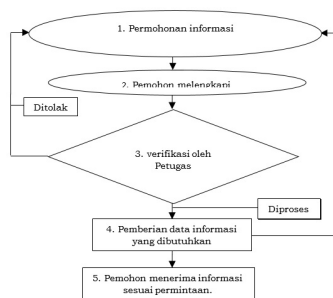 1. Permohonan informasi
2. Pemohon melengkapi
Ditolak
3. verifikasi oleh
Petugas
Diproses
4. Pemberian data informasi
yang dibutuhkan
5. Pemohon menerima informasi
sesuai permintaan.